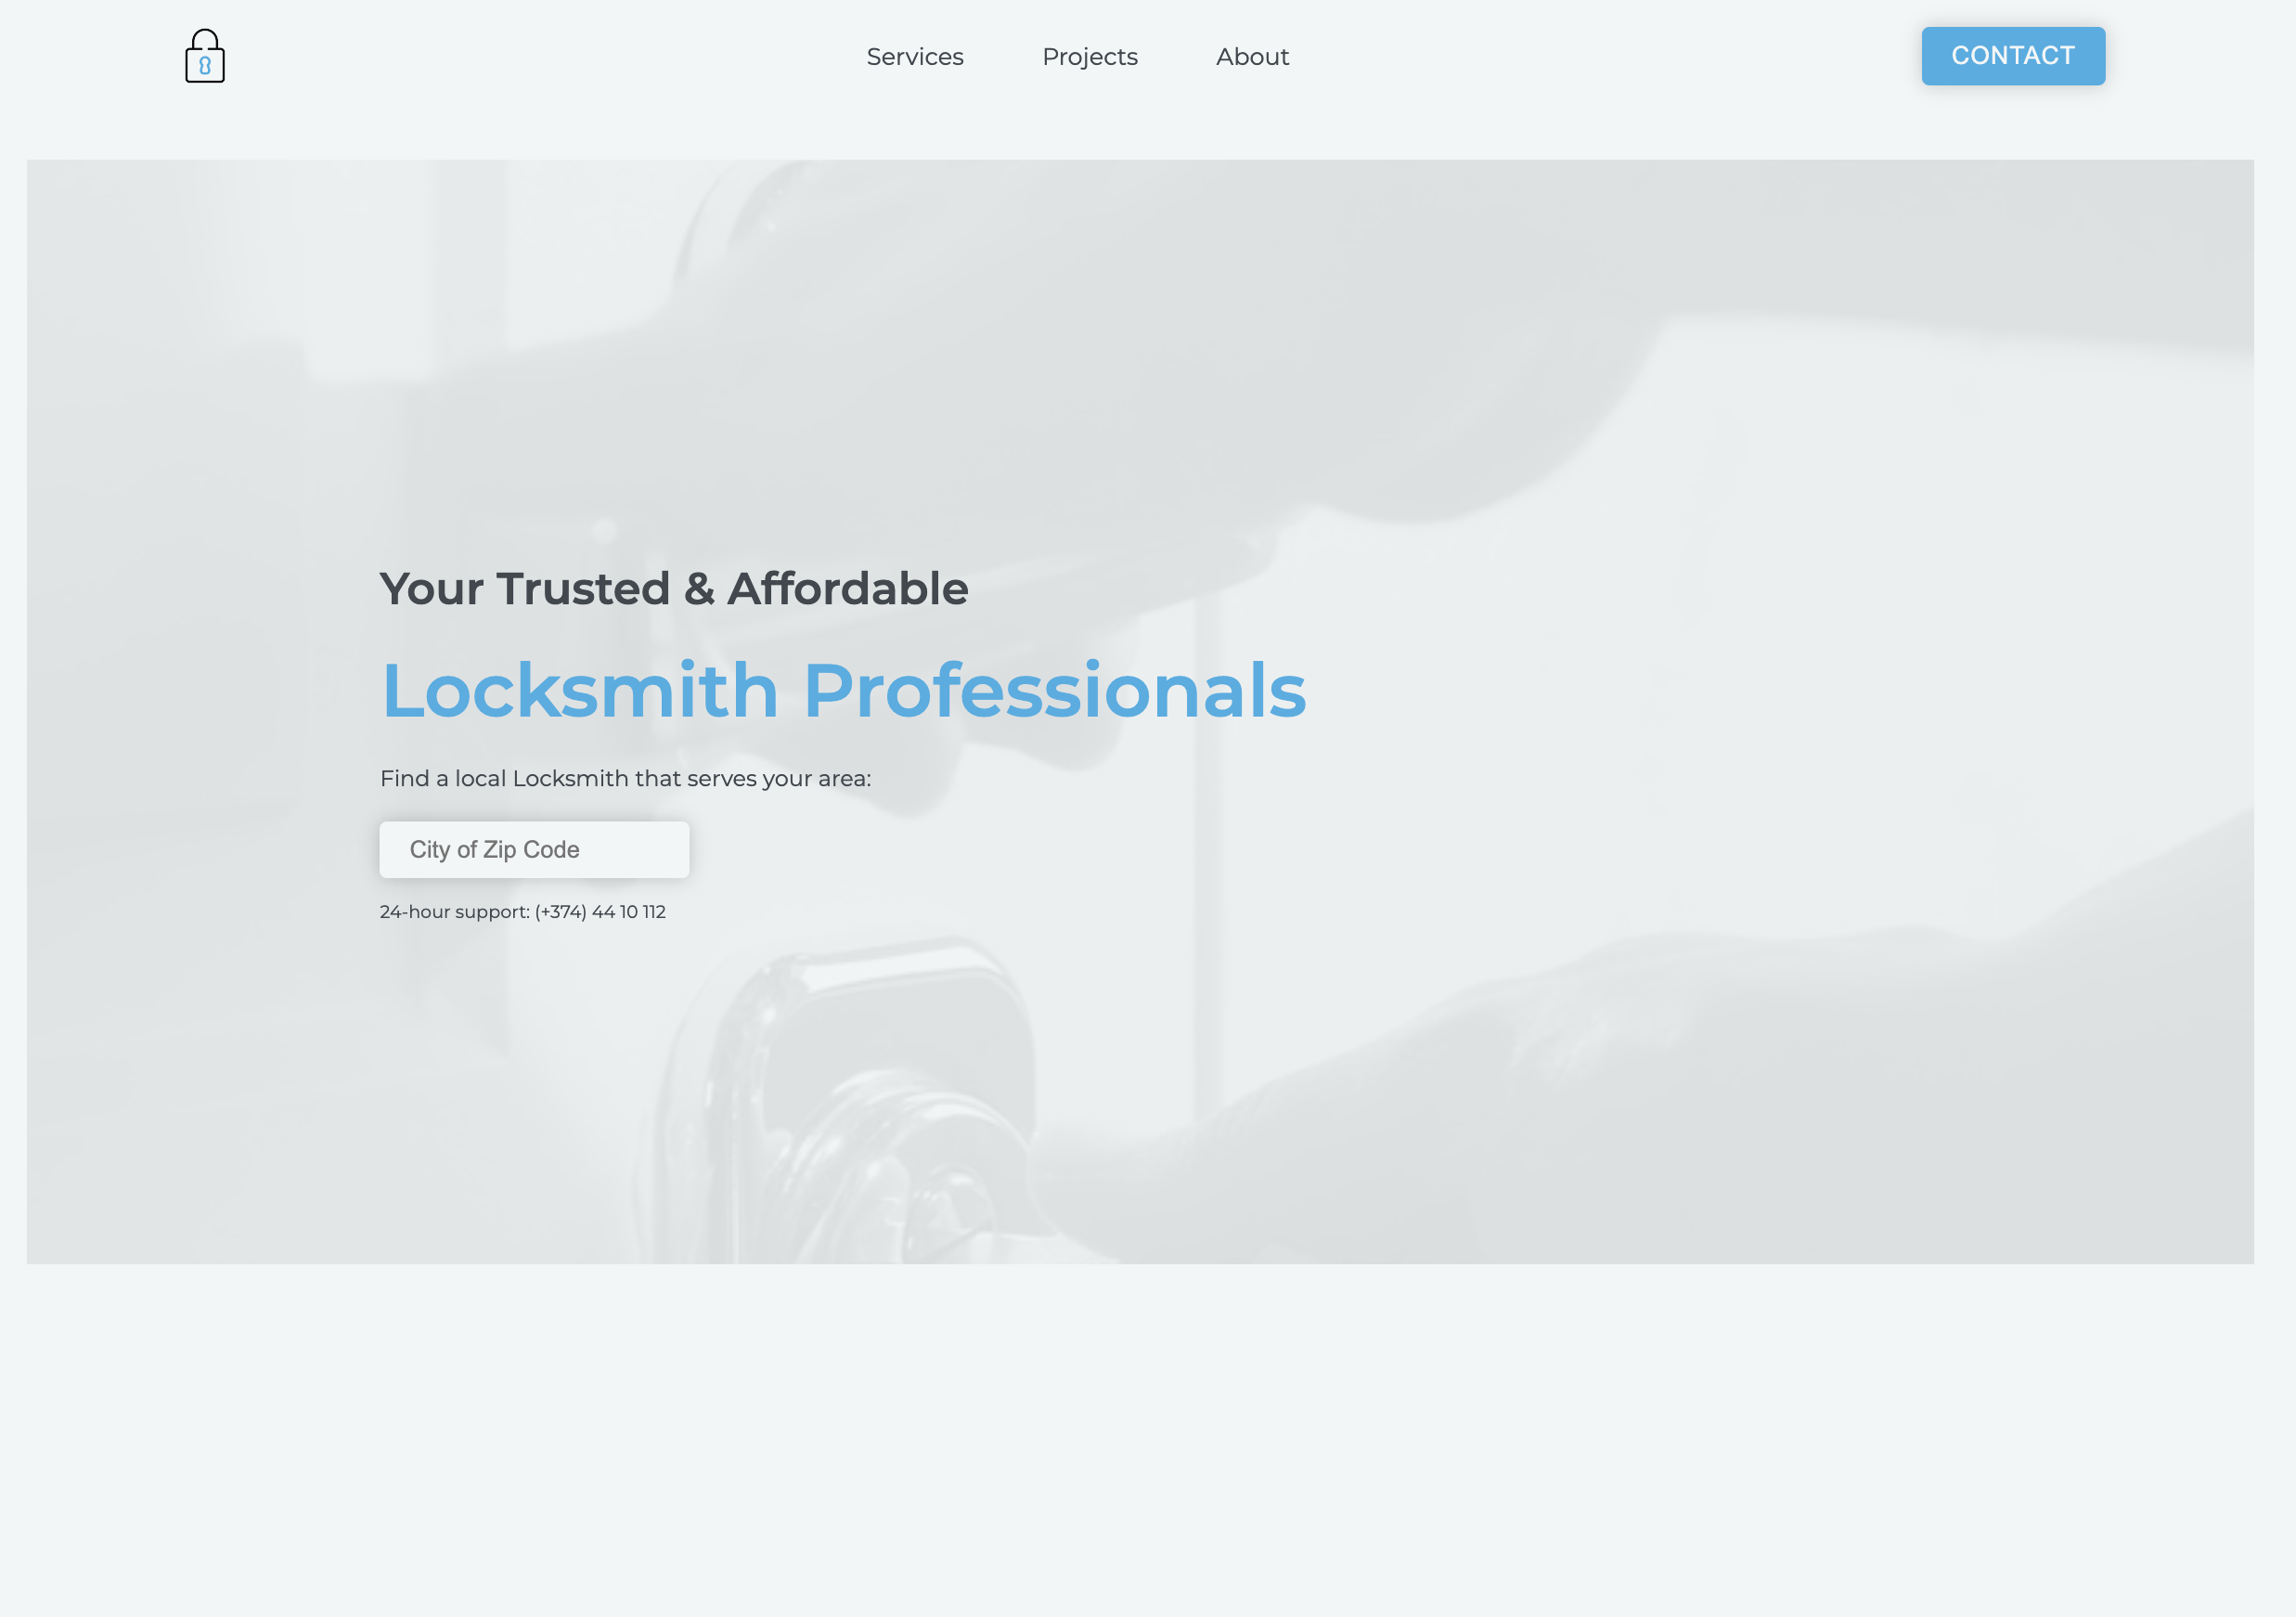 Services Projects About CONTACT
Your Trusted & Affordable
Locksmith Professionals
Find a local Locksmith that serves your area:
City of Zip Code
24-hour support: (+374) 44 10 112